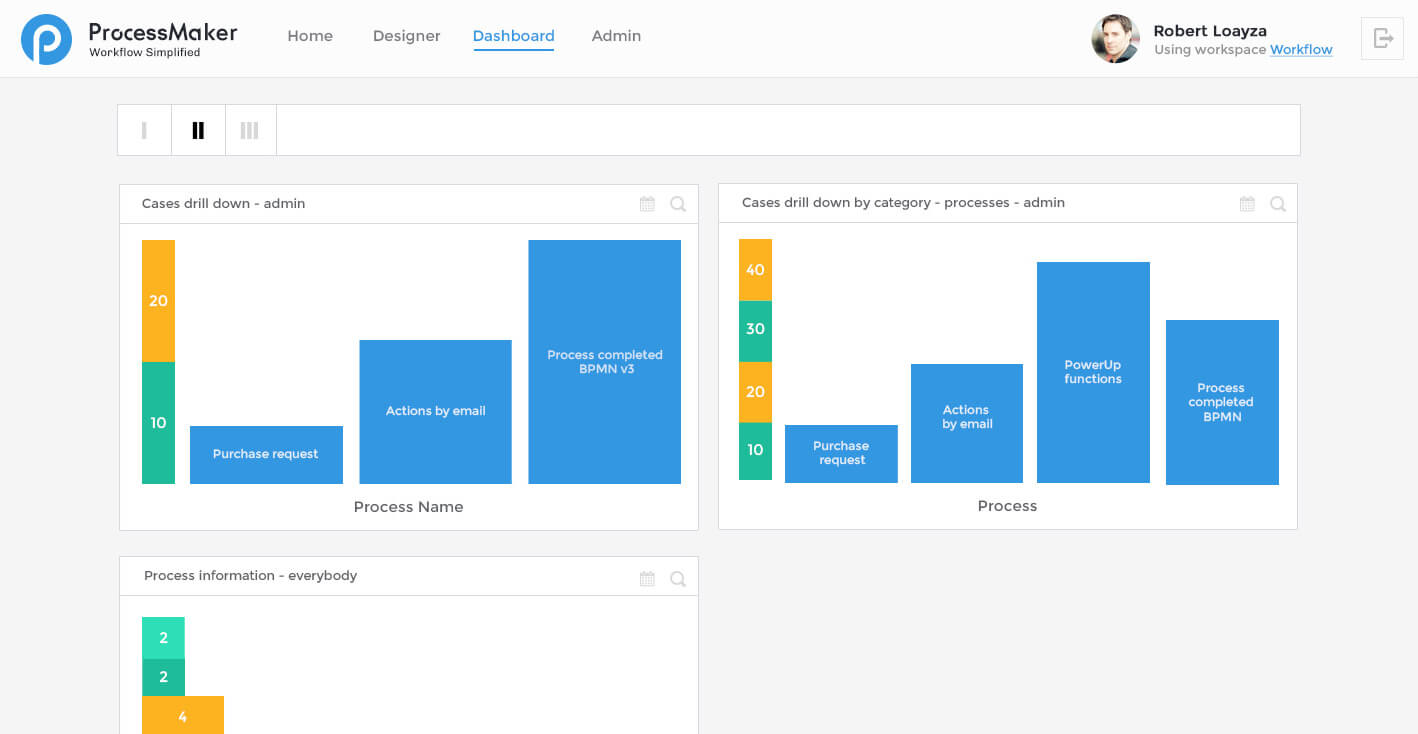 ProcessMaker
Workflow Simplified
Home
Designer
Dashboard
Admin
Robert Loayza
Using workspace Workflow
Cases drill down - admin
20
10
Purchase request
Actions by email
Process completed
BPMN v3
Process Name
Cases drill down by category - processes - admin
40
30
20
10
Purchase
request
Actions
by email
PowerUp
functions
Process
completed
BPMN
Process
Process information - everybody
2
2
4